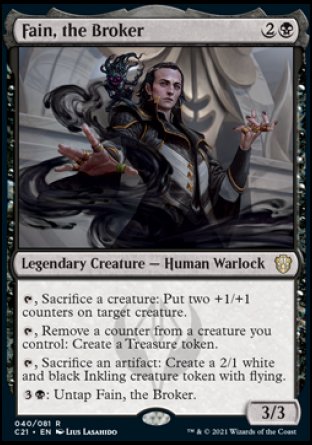 Fain, the Broker 2
Legendary Creature — Human Warlock
, Sacrifice a creature: Put two +1/+1
counters on target creature.
, Remove a counter from a creature you
control: Create a Treasure token.
, Sacrifice an artifact: Create a 2/1 white
and black Inkling creature token with flying.
3: Untap Fain, the Broker.
3/3
040/081 R
C21 • EN LIUS LASAHIDO ™ & © 2021 Wizards of the Coast